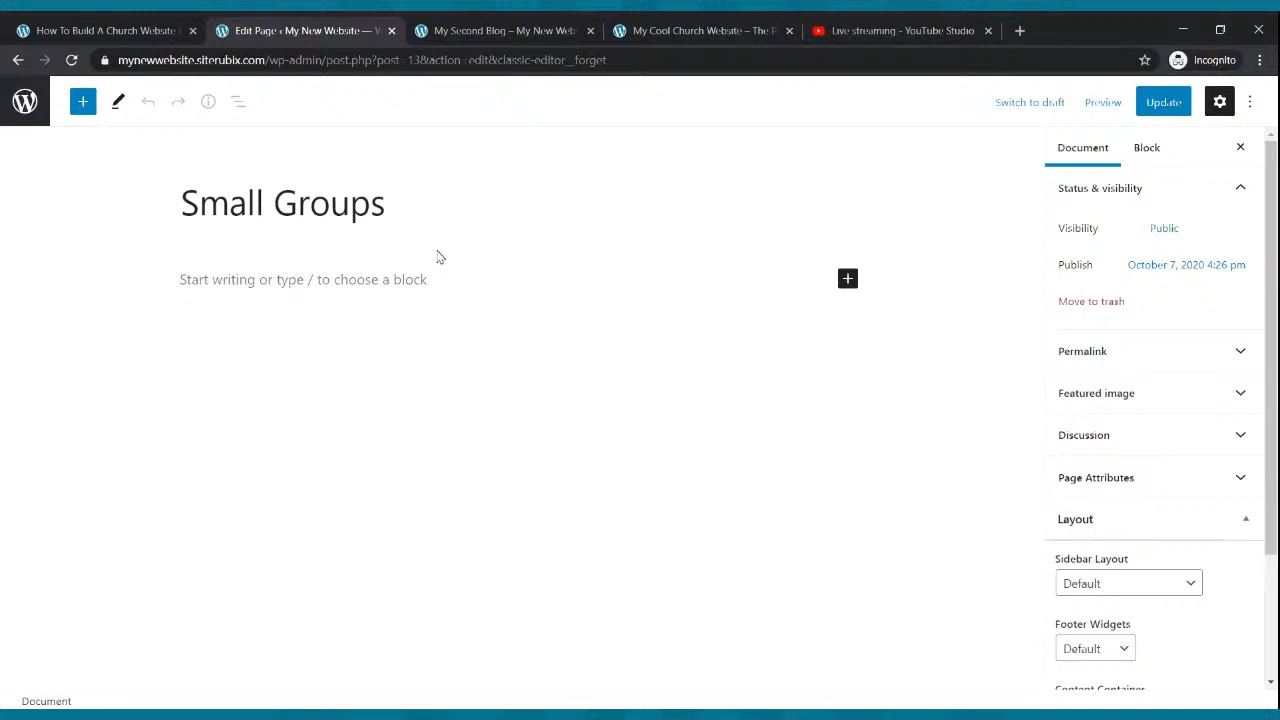 How To Build A Church Website
Edit Page ‹ My New Website — W
My Second Blog – My New Web
My Cool Church Website – The
Live streaming - YouTube Studio
mynewwebsite.siterubix.com/wp-admin/post.php?post=13&action=edit&classic-editor__forget
Incognito
Switch to draft
Preview
Update
Document
Block
Small Groups
Status & visibility
Visibility
Public
Start writing or type / to choose a block
Publish
October 7, 2020 4:26 pm
Move to trash
Permalink
Featured image
Discussion
Page Attributes
Layout
Sidebar Layout
Default
Footer Widgets
Default
Content Container
Document